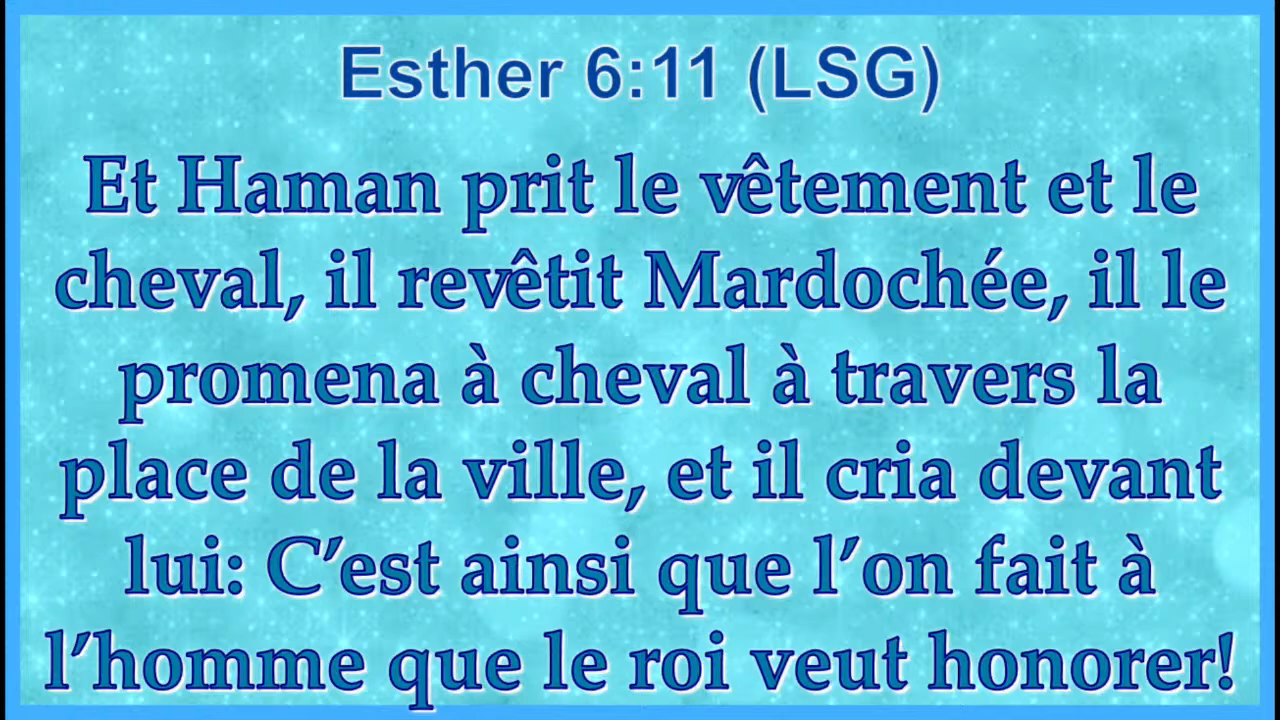 Esther 6:11 (LSG)
Et Haman prit le vêtement et le
cheval, il revêtit Mardochée, il le
promena à cheval à travers la
place de la ville, et il cria devant
lui: C’est ainsi que l’on fait à
l’homme que le roi veut honorer!